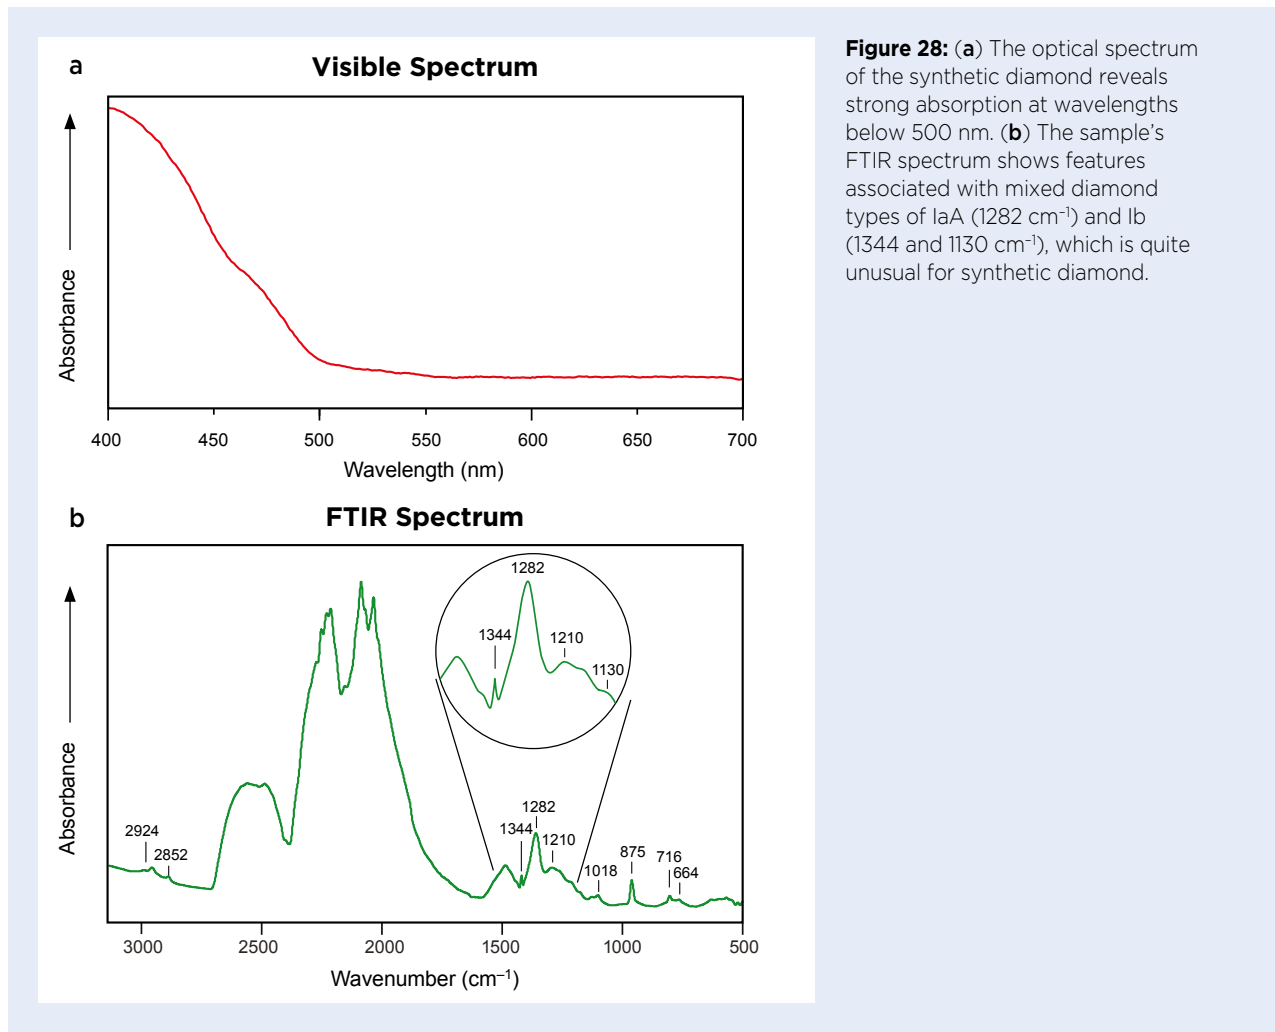 a
Visible Spectrum
Absorbance
400 450 500 550 600 650 700
Wavelength (nm)
b
FTIR Spectrum
Absorbance
1282
1344
1210
1130
2924
2852
1282
1344
1210
1018
875
716
664
3000 2500 2000 1500 1000 500
Wavenumber (cm⁻¹)
Figure 28: (a) The optical spectrum
of the synthetic diamond reveals
strong absorption at wavelengths
below 500 nm. (b) The sample’s
FTIR spectrum shows features
associated with mixed diamond
types of IaA (1282 cm⁻¹) and Ib
(1344 and 1130 cm⁻¹), which is quite
unusual for synthetic diamond.